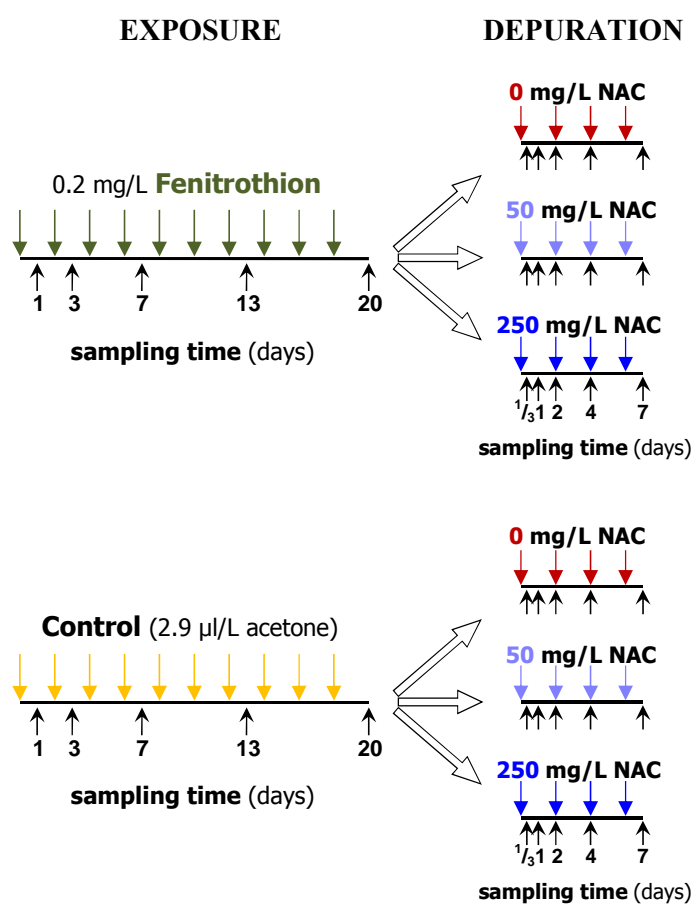 EXPOSURE
DEPURATION
0.2 mg/L Fenitrothion
1 3 7 13 20
sampling time (days)
0 mg/L NAC
50 mg/L NAC
250 mg/L NAC
1/3 1 2 4 7
sampling time (days)
Control (2.9 µl/L acetone)
1 3 7 13 20
sampling time (days)
0 mg/L NAC
50 mg/L NAC
250 mg/L NAC
1/3 1 2 4 7
sampling time (days)